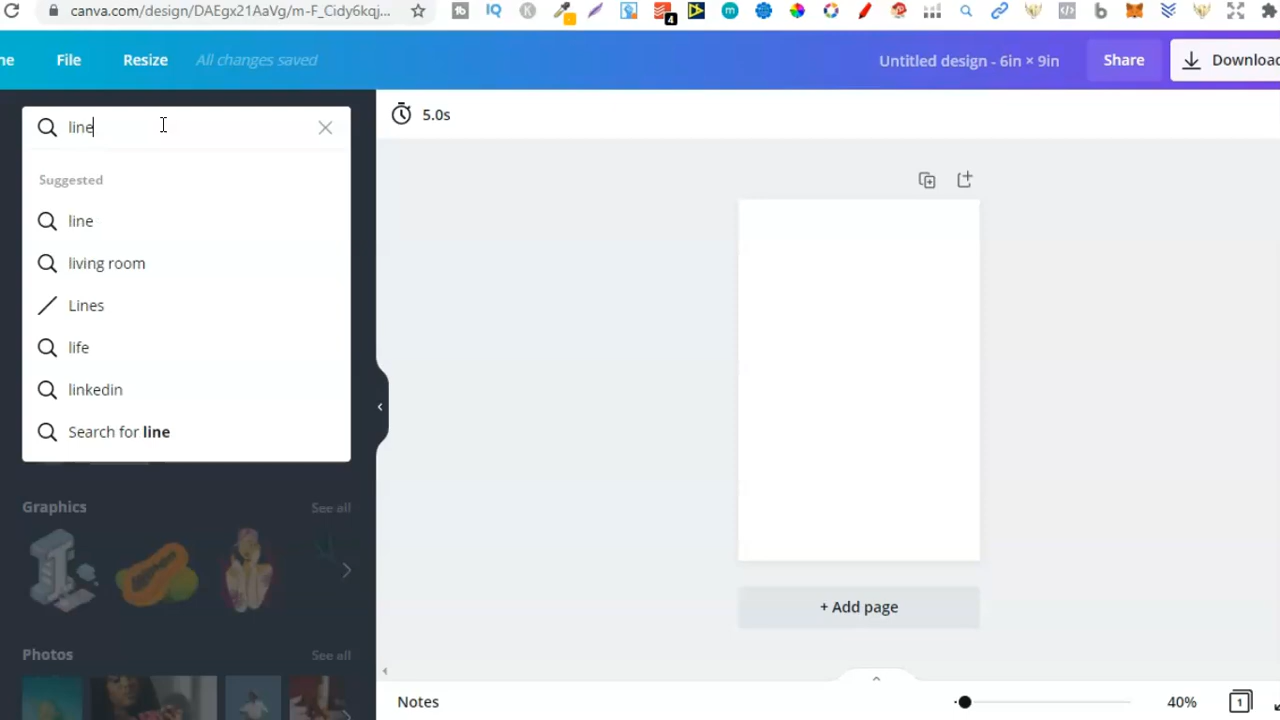 canva.com/design/DAEgx21AaVg/m-F_Cidy6kqj...
4
ne File Resize All changes saved Untitled design - 6in × 9in Share Download
line
5.0s
Suggested
line
living room
Lines
life
linkedin
Search for line
Graphics See all
+ Add page
Photos See all
Notes 40% 1